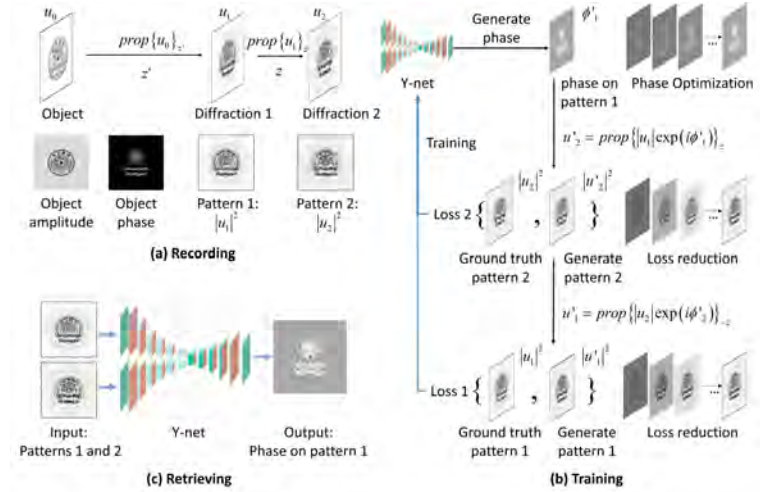 u₀
u₁
u₂
prop{u₀}z'
prop{u₁}z
z'
z
Object
Diffraction 1
Diffraction 2
Object
amplitude
Object
phase
Pattern 1:
|u₁|²
Pattern 2:
|u₂|²
(a) Recording
Input:
Patterns 1 and 2
Y-net
Output:
Phase on pattern 1
(c) Retrieving
Y-net
Generate
phase
ϕ'₁
phase on
pattern 1
Phase Optimization
Training
u'₂ = prop{|u₁|exp(iϕ'₁)}z
Loss 2 {
|u₂|²
,
|u'₂|²
}
Ground truth
pattern 2
Generate
pattern 2
...
Loss reduction
u'₁ = prop{|u₂|exp(iϕ'₂)}-z
Loss 1 {
|u₁|²
,
|u'₁|²
}
Ground truth
pattern 1
Generate
pattern 1
...
Loss reduction
(b) Training